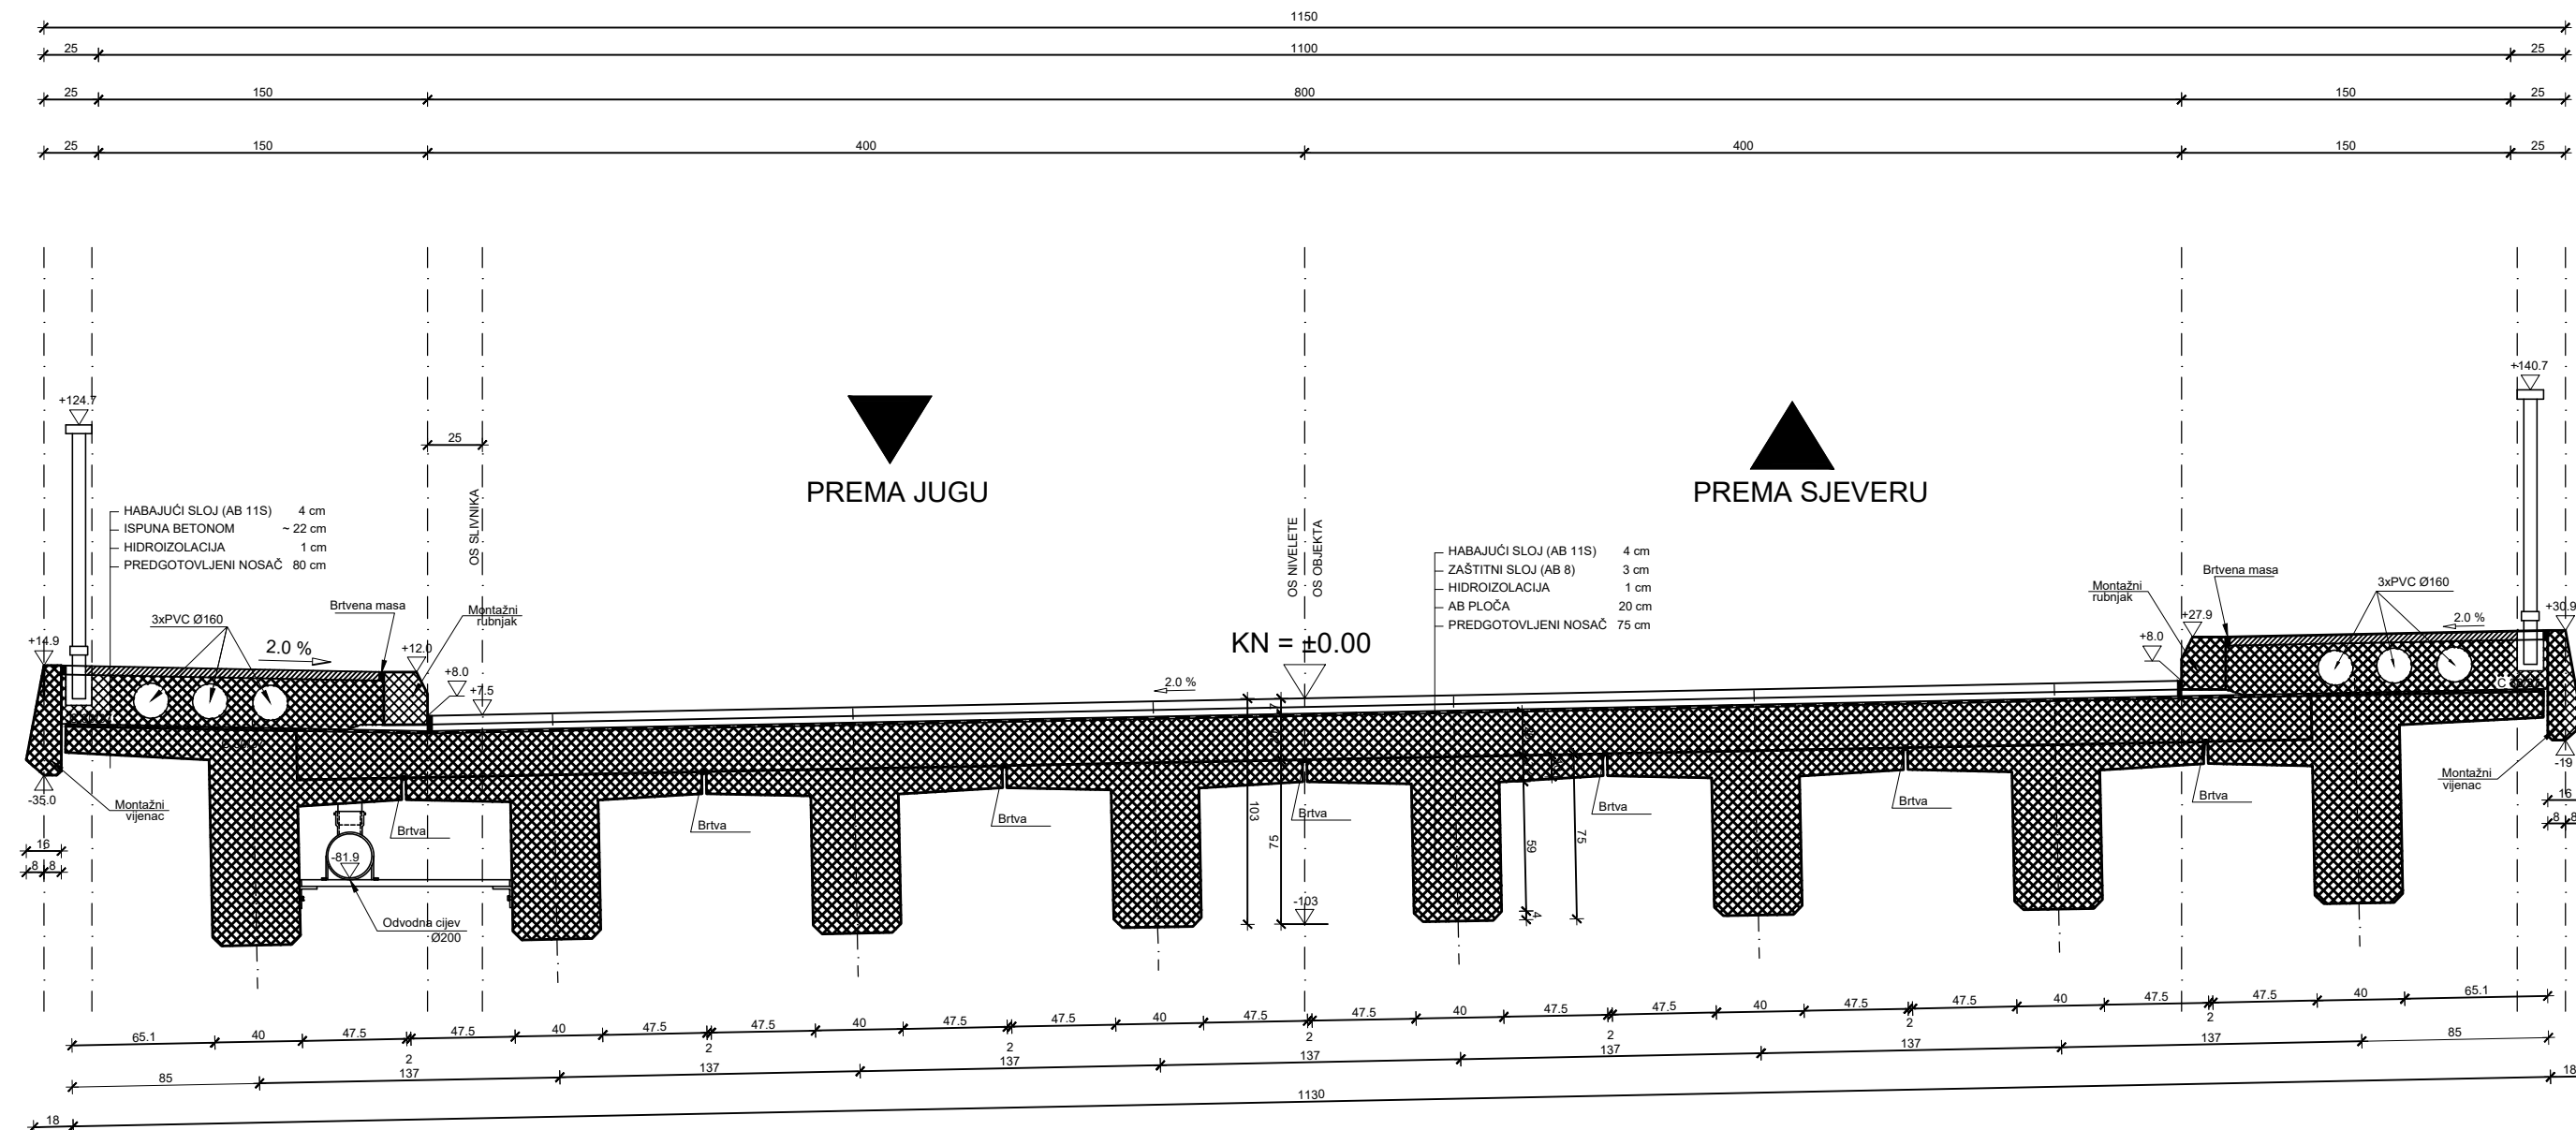 1150
25 1100 25
25 150 800 150 25
25 150 400 400 150 25
+140.7
+124.7
25
PREMA JUGU
PREMA SJEVERU
OS SLIVNIKA
OS NIVELETE
OS OBJEKTA
HABAJUĆI SLOJ (AB 11S) 4 cm
ISPUNA BETONOM ~ 22 cm
HIDROIZOLACIJA 1 cm
PREDGOTOVLJENI NOSAČ 80 cm
HABAJUĆI SLOJ (AB 11S) 4 cm
ZAŠTITNI SLOJ (AB 8) 3 cm
HIDROIZOLACIJA 1 cm
AB PLOČA 20 cm
PREDGOTOVLJENI NOSAČ 75 cm
3xPVC Ø160
Brtvena masa
Montažni
rubnjak
2.0 %
+14.9
+12.0
+8.0
+7.5
KN = ±0.00
2.0 %
Montažni
rubnjak
Brtvena masa
3xPVC Ø160
+27.9
+8.0
2.0 %
+30.9
-35.0
Montažni
vijenac
Montažni
vijenac
-19
16
8 8
16
8 8
Brtva
Brtva
Brtva
Brtva
Brtva
Brtva
Brtva
-81.9
Odvodna cijev
Ø200
103
75
-103
59
4
75
65.1 40 47.5 47.5 40 47.5 47.5 40 47.5 47.5 40 47.5 47.5 40 47.5 47.5 40 47.5 47.5 40 47.5 47.5 40 65.1
2 2 2 2 2 2 2
85 137 137 137 137 137 137 137 85
18 1130 18